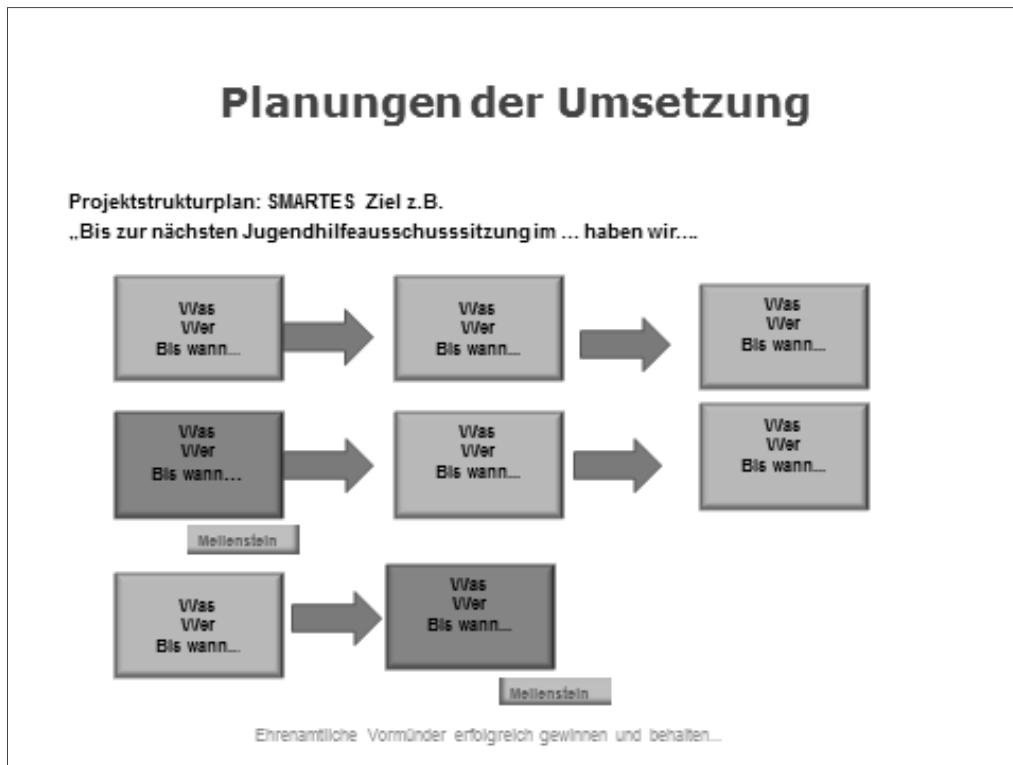 Planungen der Umsetzung
Projektstrukturplan: SMARTES Ziel z.B.
„Bis zur nächsten Jugendhilfeausschusssitzung im ... haben wir....
Was
Wer
Bis wann...
Was
Wer
Bis wann...
Was
Wer
Bis wann...
Was
Wer
Bis wann...
Meilenstein
Was
Wer
Bis wann...
Was
Wer
Bis wann...
Was
Wer
Bis wann...
Was
Wer
Bis wann...
Meilenstein
Ehrenamtliche Vormünder erfolgreich gewinnen und behalten...